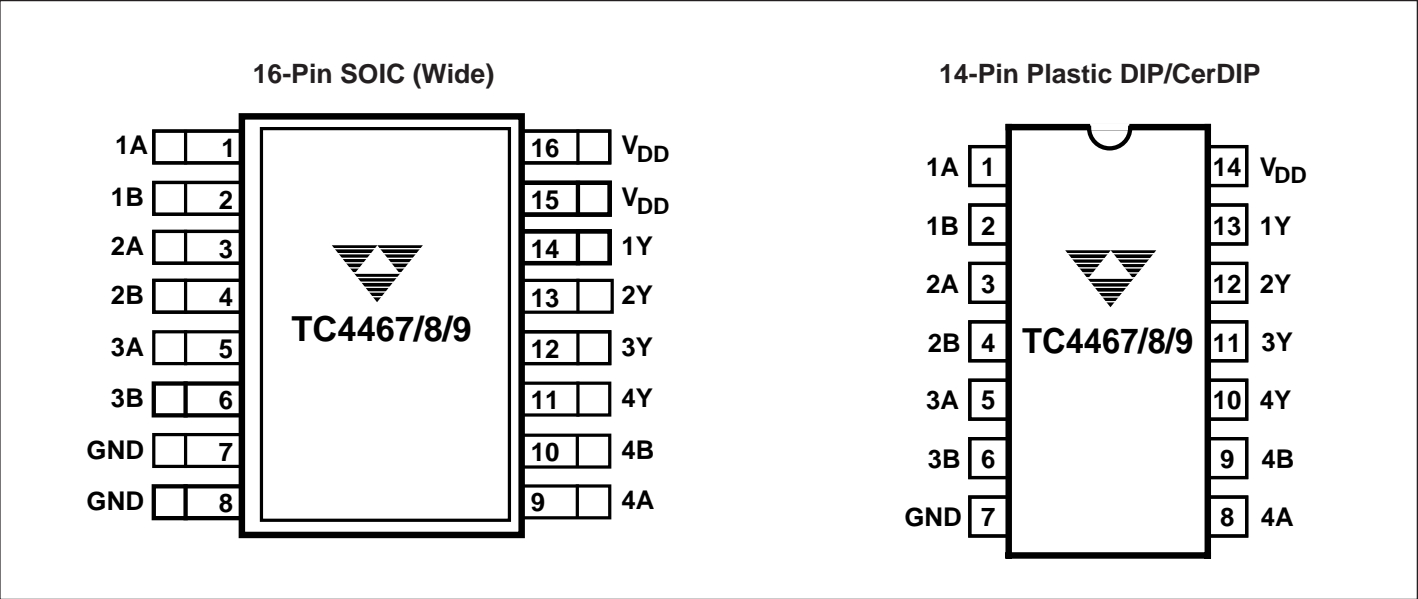 16-Pin SOIC (Wide)
1A 1 16 VDD
1B 2 15 VDD
2A 3 14 1Y
2B 4 13 2Y
TC4467/8/9
3A 5 12 3Y
3B 6 11 4Y
GND 7 10 4B
GND 8 9 4A
14-Pin Plastic DIP/CerDIP
1A 1 14 VDD
1B 2 13 1Y
2A 3 12 2Y
2B 4 TC4467/8/9 11 3Y
3A 5 10 4Y
3B 6 9 4B
GND 7 8 4A